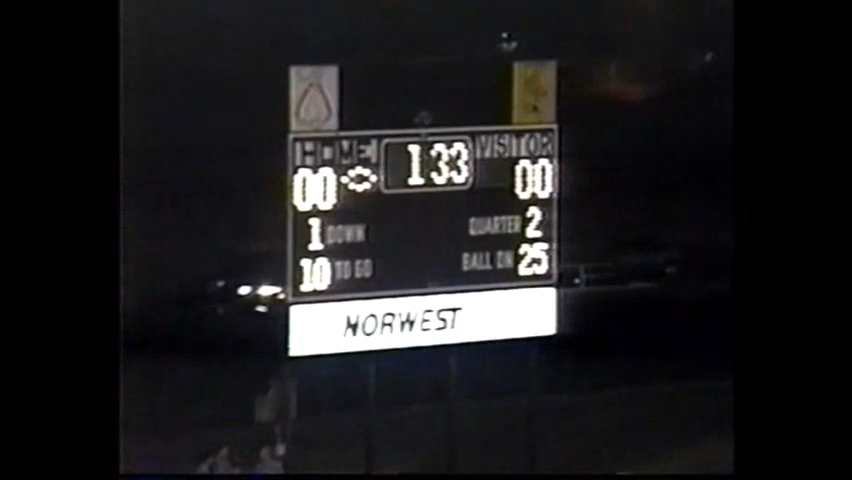 HOME 1 33 VISITOR
00 00
1 DOWN QUARTER 2
10 TO GO BALL ON 25
NORWEST